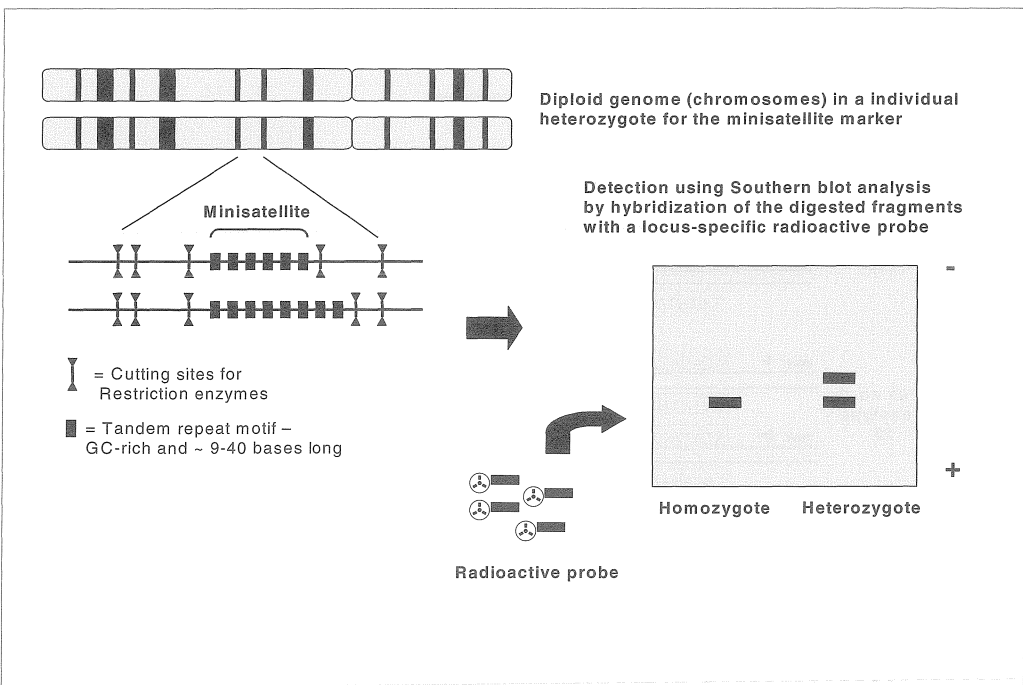 Diploid genome (chromosomes) in a individual
heterozygote for the minisatellite marker
Detection using Southern blot analysis
by hybridization of the digested fragments
with a locus-specific radioactive probe
Minisatellite
-
= Cutting sites for
Restriction enzymes
= Tandem repeat motif –
GC-rich and ~ 9-40 bases long
+
Homozygote Heterozygote
Radioactive probe